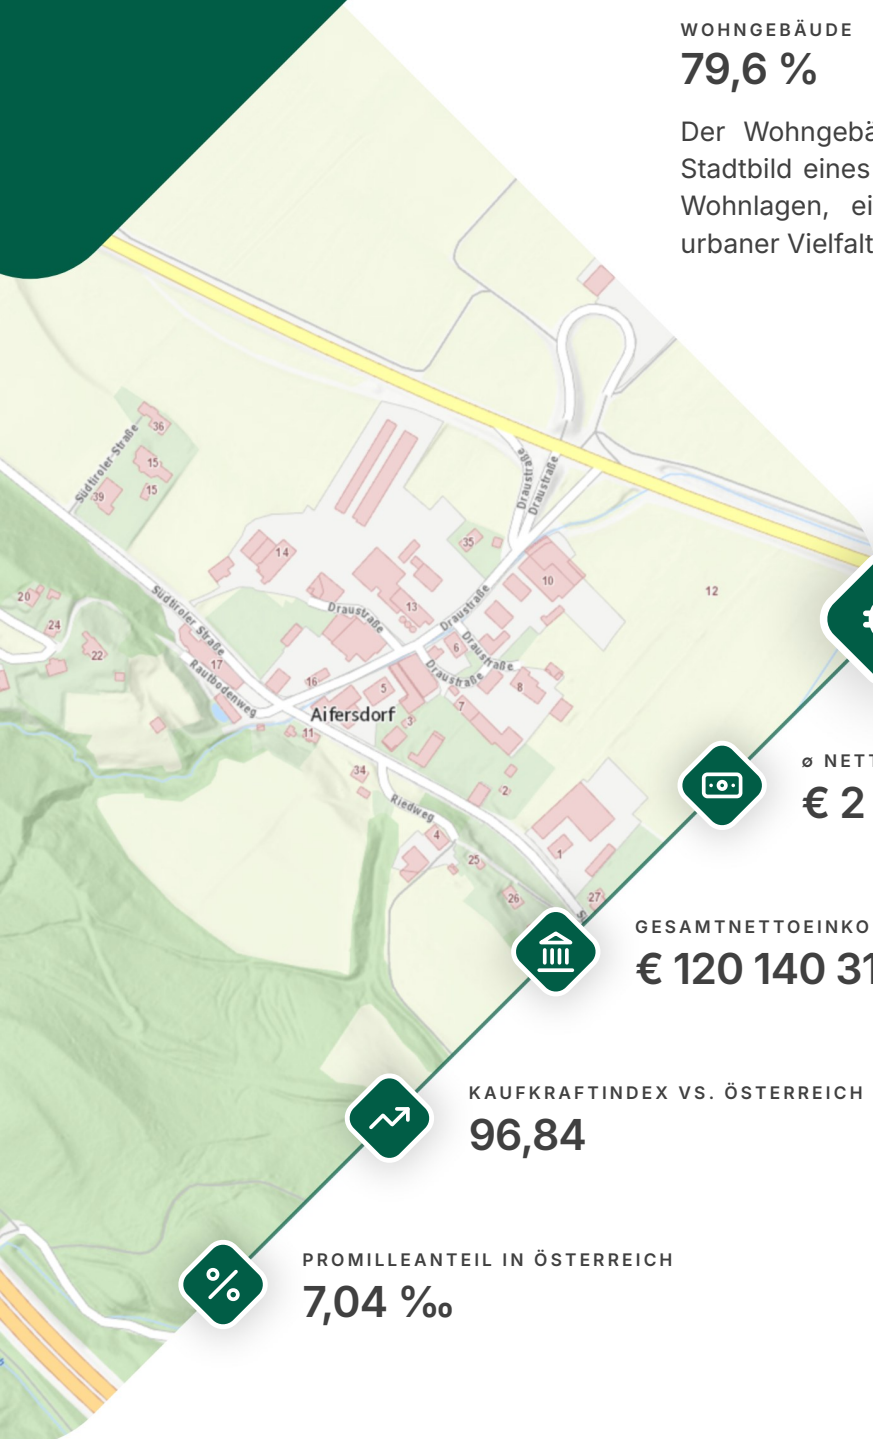 WOHNGEBÄUDE
79,6 %
Der Wohngebä
Stadtbild eines
Wohnlagen, ei
urbaner Vielfalt
36
Südtiroler-Straße
15
39
15
Draustraße
Draustraße
35
14
10
12
20
Südtiroler Straße
Draustraße
13
Draustraße
24
22
6
Draustraße
17
Draustraße
Rautbodenweg
16
5
8
7
Aifersdorf
3
11
34
2
Riedweg
4
25
1
26
27
ø NETT
€ 2
GESAMTNETTOEINKO
€ 120 140 31
KAUFKRAFTINDEX VS. ÖSTERREICH
96,84
PROMILLEANTEIL IN ÖSTERREICH
7,04 ‰